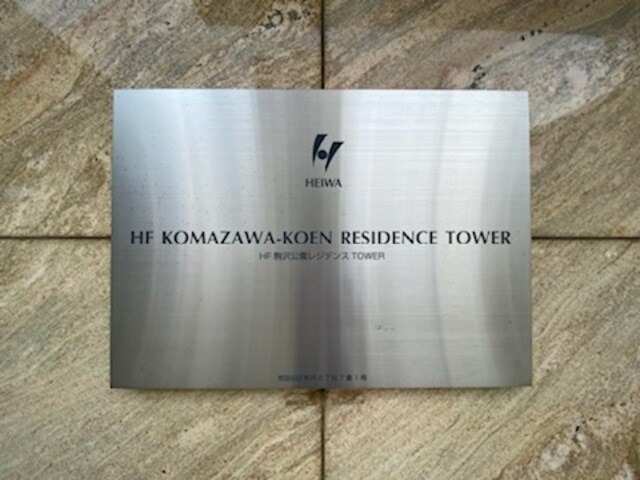 HEIWA
HF KOMAZAWA-KOEN RESIDENCE TOWER
HF 駒沢公園レジデンス TOWER